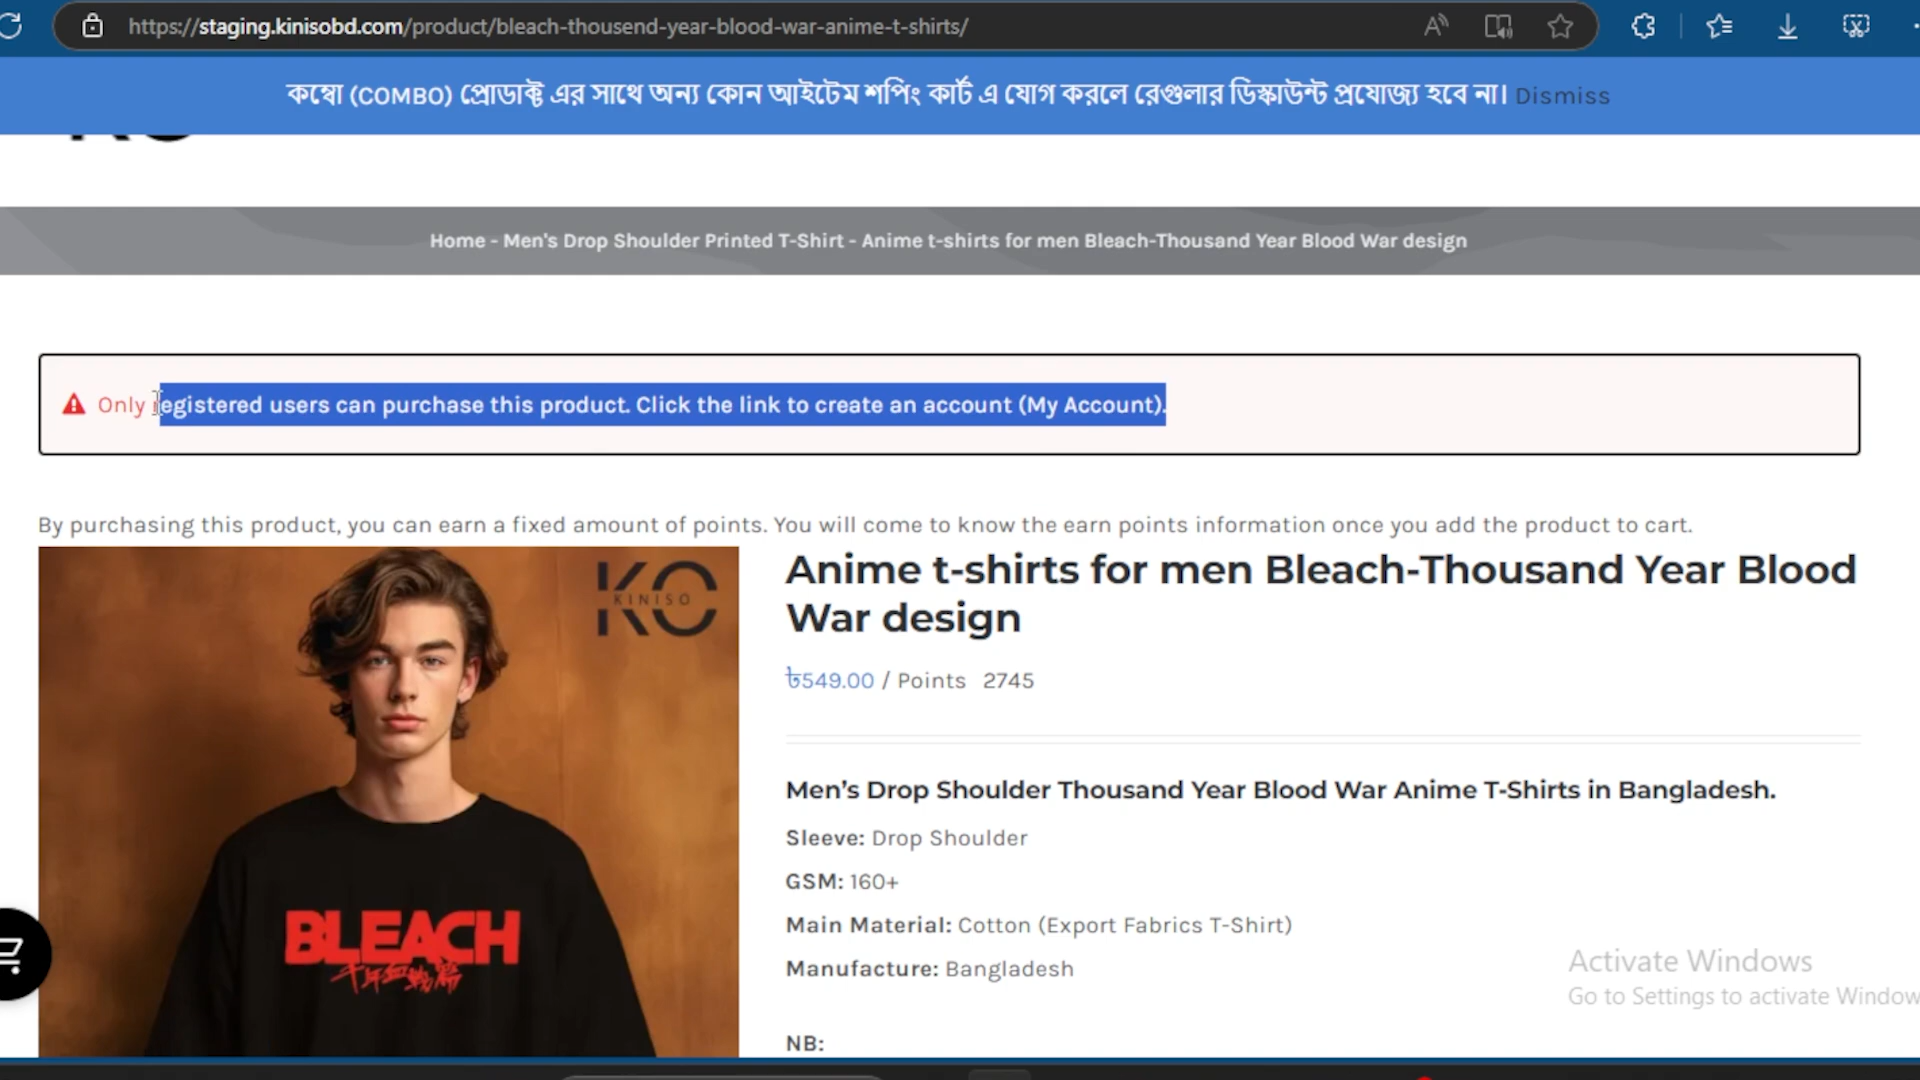 https://staging.kinisobd.com/product/bleach-thousend-year-blood-war-anime-t-shirts/
কম্বো (COMBO) প্রোডাক্ট এর সাথে অন্য কোন আইটেম শপিং কার্ট এ যোগ করলে রেগুলার ডিস্কাউন্ট প্রযোজ্য হবে না। Dismiss
Home - Men's Drop Shoulder Printed T-Shirt - Anime t-shirts for men Bleach-Thousand Year Blood War design
Only registered users can purchase this product. Click the link to create an account (My Account).
By purchasing this product, you can earn a fixed amount of points. You will come to know the earn points information once you add the product to cart.
KO
KINISO
BLEACH
千年血戦篇
Anime t-shirts for men Bleach-Thousand Year Blood
War design
৳549.00 / Points 2745
Men’s Drop Shoulder Thousand Year Blood War Anime T-Shirts in Bangladesh.
Sleeve: Drop Shoulder
GSM: 160+
Main Material: Cotton (Export Fabrics T-Shirt)
Manufacture: Bangladesh
NB:
Activate Windows
Go to Settings to activate Window